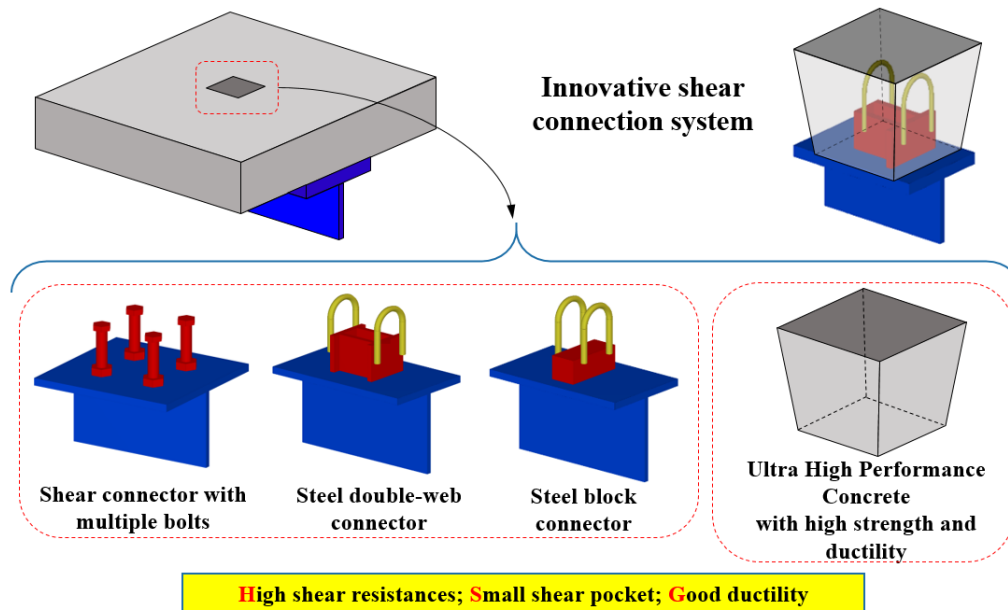 Innovative shear
connection system
Shear connector with
multiple bolts
Steel double-web
connector
Steel block
connector
Ultra High Performance
Concrete
with high strength and
ductility
High shear resistances; Small shear pocket; Good ductility